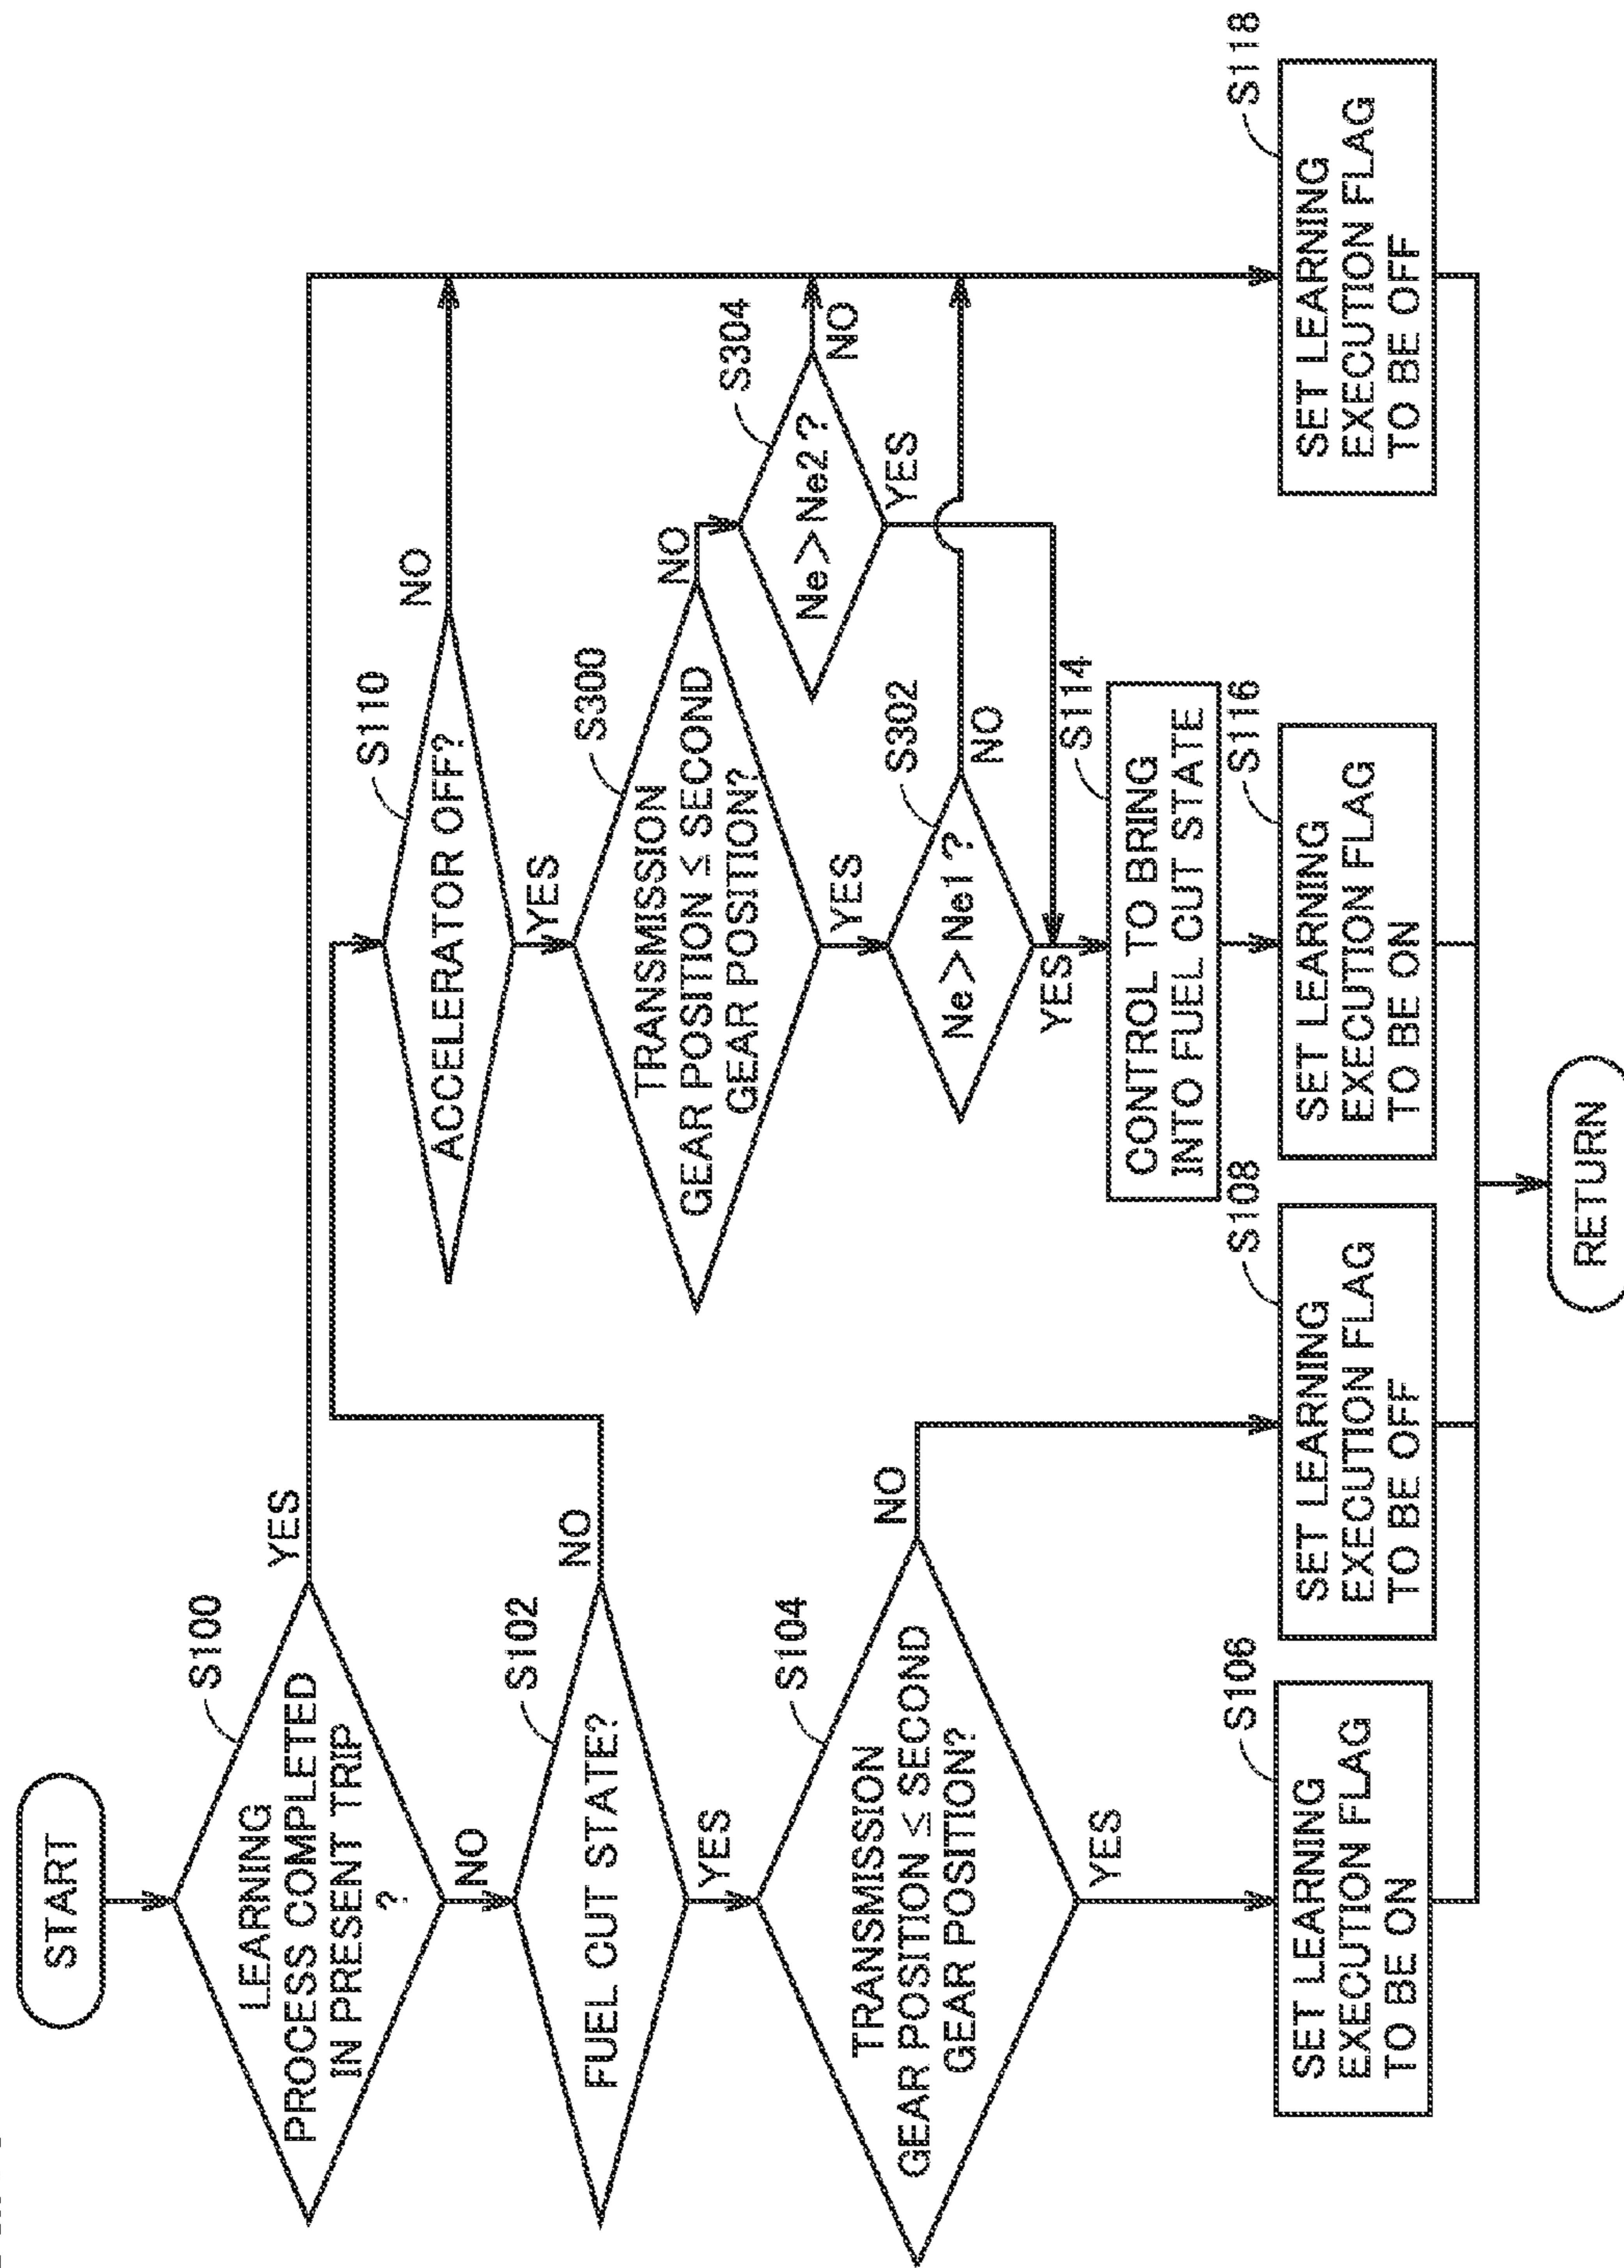 START
S100
LEARNING
PROCESS COMPLETED
IN PRESENT TRIP
?
YES
NO
S102
FUEL CUT STATE?
NO
YES
S104
TRANSMISSION
GEAR POSITION ≤ SECOND
GEAR POSITION?
NO
YES
S106
SET LEARNING
EXECUTION FLAG
TO BE ON
S108
SET LEARNING
EXECUTION FLAG
TO BE OFF
S110
ACCELERATOR OFF?
NO
YES
S300
TRANSMISSION
GEAR POSITION ≤ SECOND
GEAR POSITION?
NO
YES
S304
Ne>Ne2?
NO
YES
S302
Ne>Ne1?
NO
YES
S114
CONTROL TO BRING
INTO FUEL CUT STATE
S116
SET LEARNING
EXECUTION FLAG
TO BE ON
S118
SET LEARNING
EXECUTION FLAG
TO BE OFF
RETURN